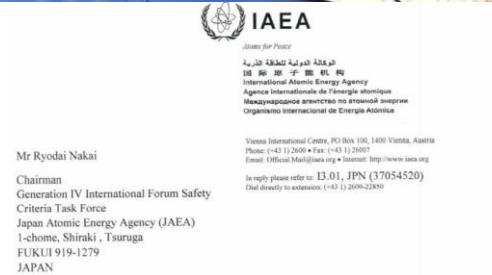 IAEA
Atoms for Peace
الوكالة الدولية للطاقة الذرية
国 际 原 子 能 机 构
International Atomic Energy Agency
Agence internationale de l'énergie atomique
Международное агентство по атомной энергии
Organismo Internacional de Energía Atómica
Vienna International Centre, PO Box 100, 1400 Vienna, Austria
Phone: (+43 1) 2600 • Fax: (+43 1) 26007
Email: Official.Mail@iaea.org • Internet: http://www.iaea.org
In reply please refer to: I3.01, JPN (37054520)
Dial directly to extension: (+43 1) 2600-22850
Mr Ryodai Nakai
Chairman
Generation IV International Forum Safety
Criteria Task Force
Japan Atomic Energy Agency (JAEA)
1-chome, Shiraki , Tsuruga
FUKUI 919-1279
JAPAN